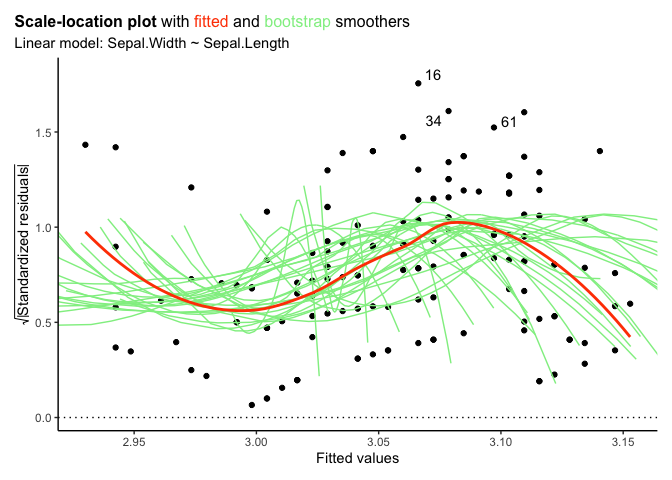 Scale-location plot with fitted and bootstrap smoothers
Linear model: Sepal.Width ~ Sepal.Length
16
34
61
1.5
1.0
0.5
0.0
√|Standardized residuals|
2.95 3.00 3.05 3.10 3.15
Fitted values